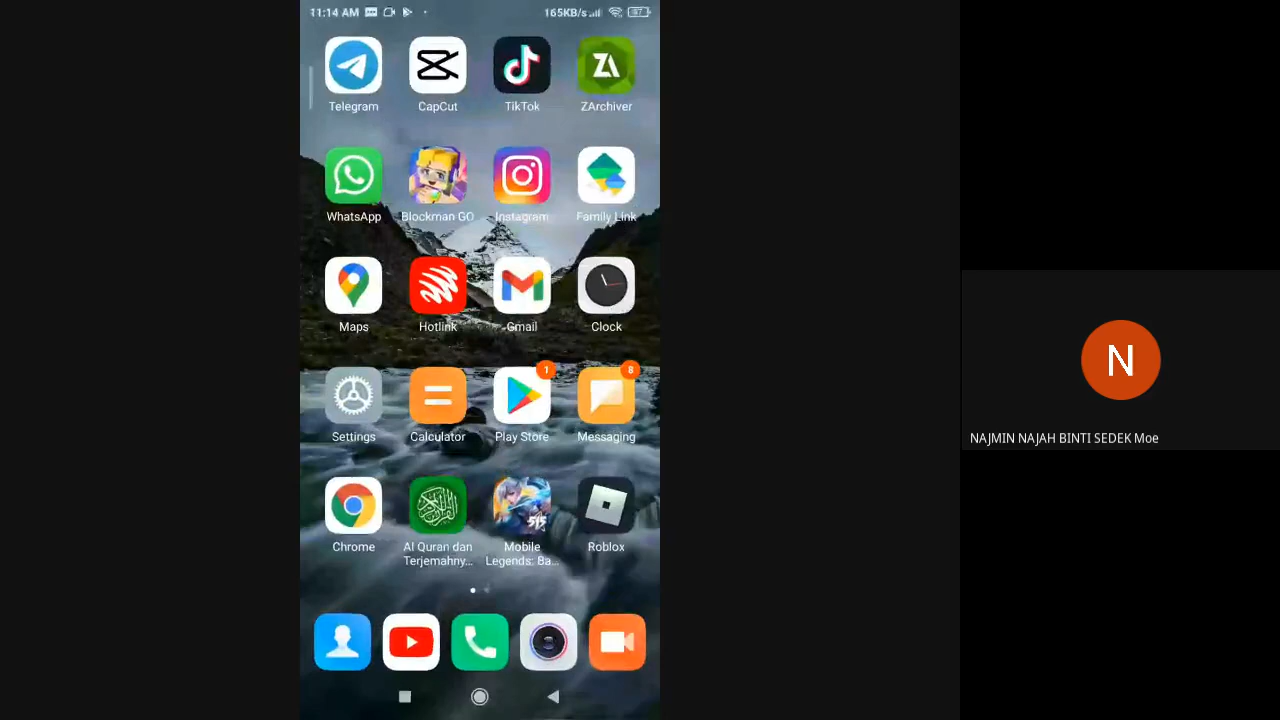 11:14 AM 165KB/s 87
Telegram CapCut TikTok ZArchiver
WhatsApp Blockman GO Instagram Family Link
Maps Hotlink Gmail Clock
1 8
Settings Calculator Play Store Messaging
515
Chrome Al Quran dan Mobile Roblox
Terjemahny... Legends: Ba...
N
NAJMIN NAJAH BINTI SEDEK Moe